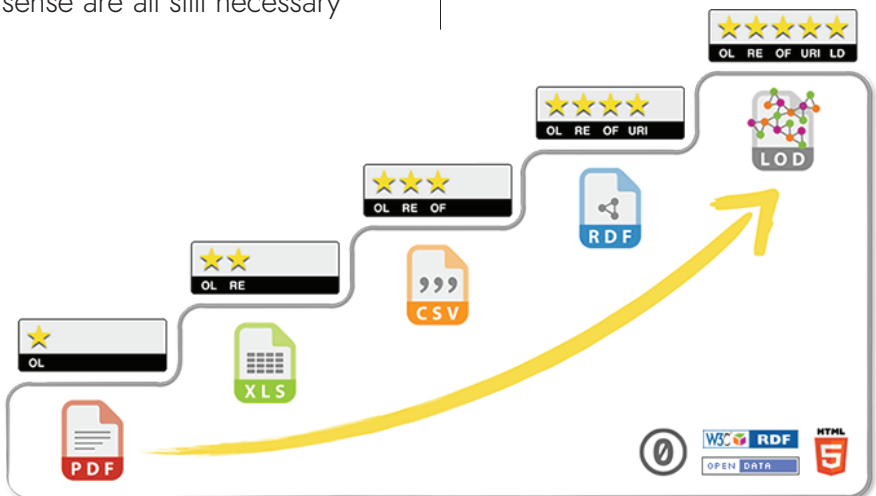 sense are all still necessary
OL RE OF URI LD
LOD
OL RE OF URI
RDF
OL RE OF
CSV
OL RE
XLS
OL
PDF
0
W3C RDF
OPEN DATA
HTML
5